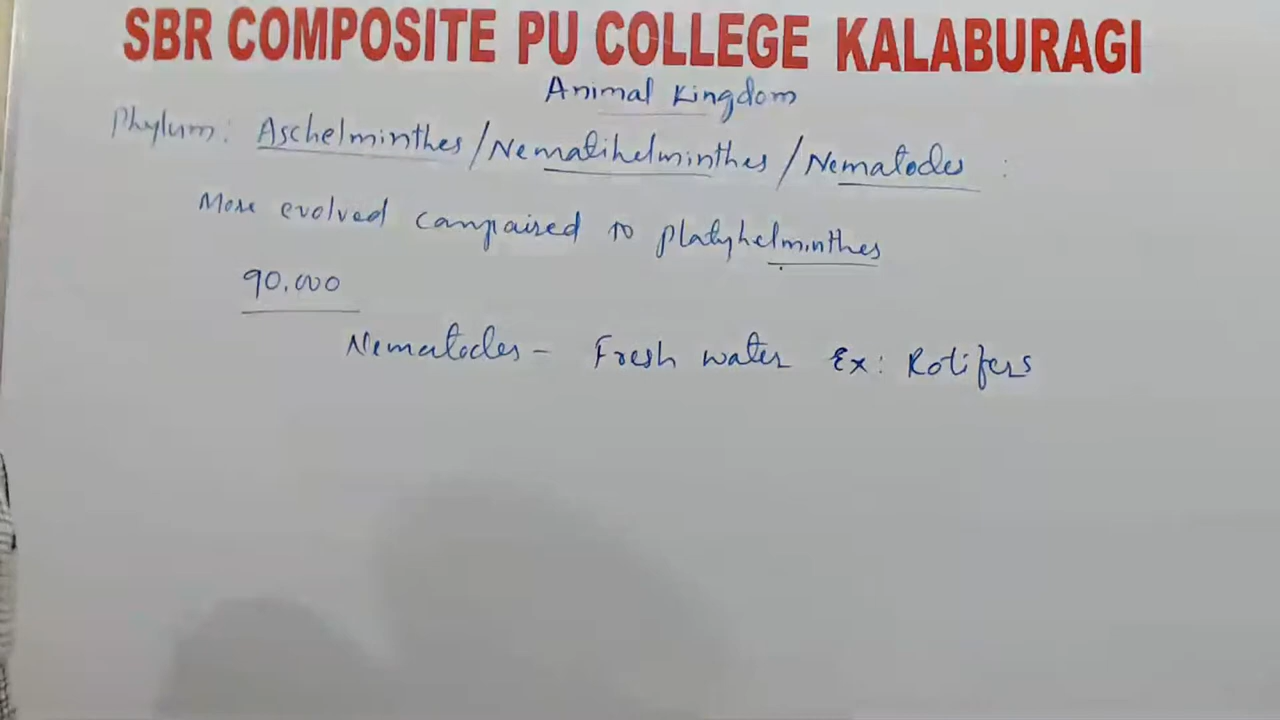 SBR COMPOSITE PU COLLEGE KALABURAGI
Animal Kingdom
Phylum: Aschelminthes/Nematihelminthes/Nematodes :
More evolved campaired to platyhelminthes
90,000
Nematodes - Fresh water Ex: Rotifers